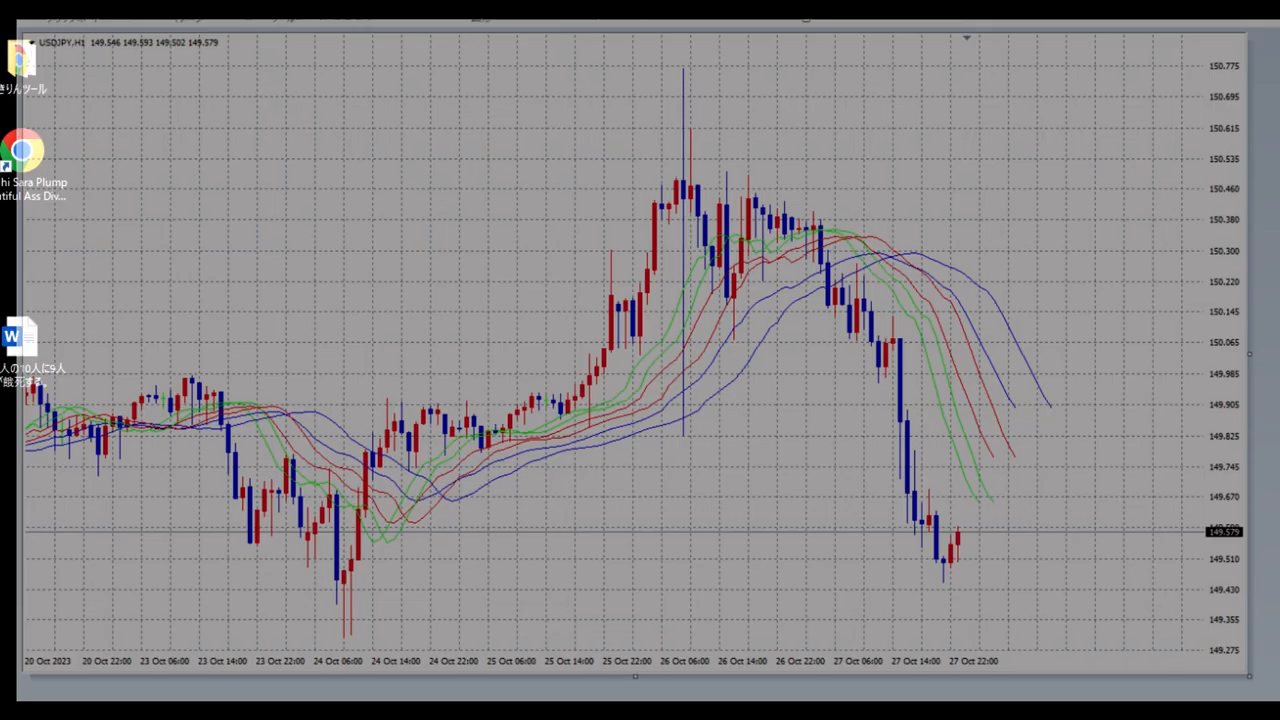 USDJPY,H1 149.546 149.593 149.502 149.579
きりんツール
hi Sara Plump
tiful Ass Div...
人の10人に9人
が餓死する。
150.775
150.695
150.615
150.535
150.460
150.380
150.300
150.220
150.145
150.065
149.985
149.905
149.825
149.745
149.670
149.579
149.510
149.430
149.355
149.275
20 Oct 2023 20 Oct 22:00 23 Oct 06:00 23 Oct 14:00 23 Oct 22:00 24 Oct 06:00 24 Oct 14:00 24 Oct 22:00 25 Oct 06:00 25 Oct 14:00 25 Oct 22:00 26 Oct 06:00 26 Oct 14:00 26 Oct 22:00 27 Oct 06:00 27 Oct 14:00 27 Oct 22:00